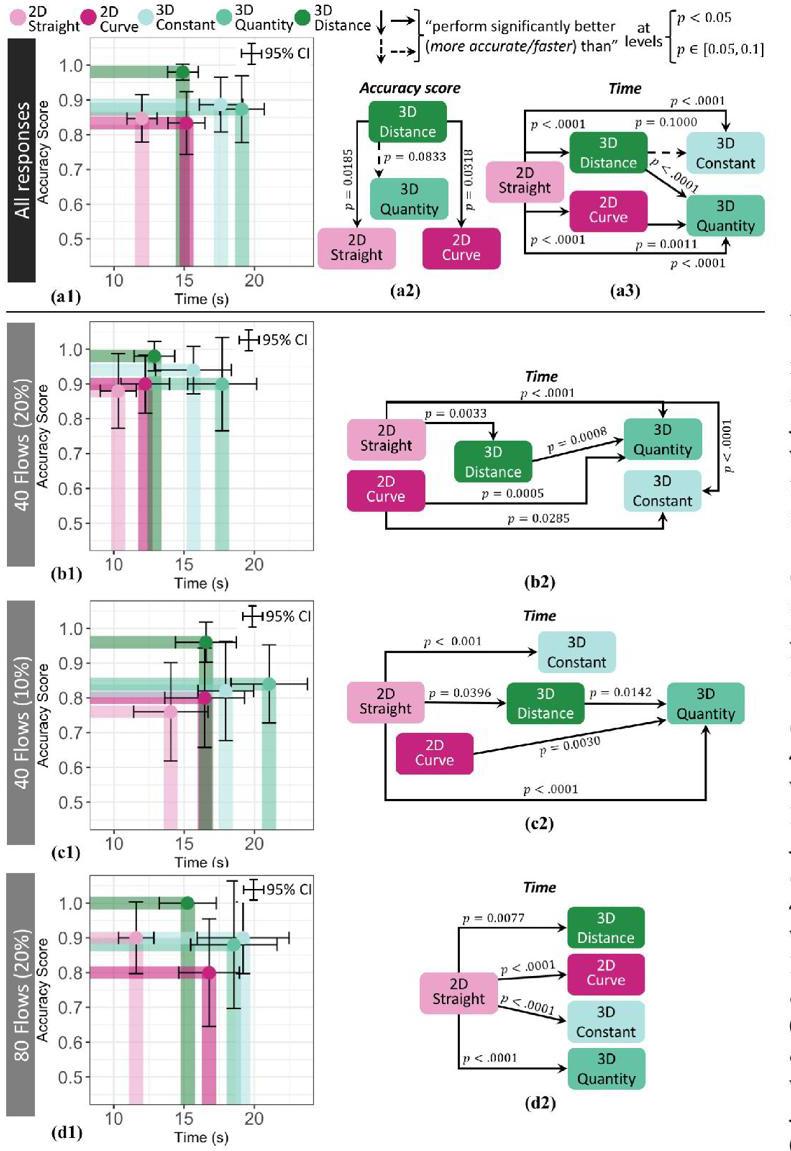 2D Straight
2D Curve
3D Constant
3D Quantity
3D Distance
95% CI
"perform significantly better
(more accurate/faster) than"
at levels
p < 0.05
p ∈ [0.05, 0.1]
All responses
Accuracy Score
1.0
0.9
0.8
0.7
0.6
0.5
10 15 20
Time (s)
(a1)
Accuracy score
3D Distance
p = 0.0185
p = 0.0833
p = 0.0318
3D Quantity
2D Straight
2D Curve
(a2)
Time
p < .0001
p < .0001
p = 0.1000
3D Distance
3D Constant
2D Straight
p < .0001
2D Curve
3D Quantity
p < .0001
p = 0.0011
p < .0001
(a3)
40 Flows (20%)
Accuracy Score
1.0
0.9
0.8
0.7
0.6
0.5
95% CI
10 15 20
Time (s)
(b1)
Time
p < .0001
p = 0.0033
2D Straight
3D Distance
p = 0.0008
3D Quantity
p < .0001
2D Curve
p = 0.0005
3D Constant
p = 0.0285
(b2)
40 Flows (10%)
Accuracy Score
1.0
0.9
0.8
0.7
0.6
0.5
95% CI
10 15 20
Time (s)
(c1)
Time
p < 0.001
3D Constant
2D Straight
p = 0.0396
3D Distance
p = 0.0142
3D Quantity
2D Curve
p = 0.0030
p < .0001
(c2)
80 Flows (20%)
Accuracy Score
1.0
0.9
0.8
0.7
0.6
0.5
95% CI
10 15 20
Time (s)
(d1)
Time
p = 0.0077
3D Distance
p < .0001
2D Curve
2D Straight
p < .0001
3D Constant
p < .0001
3D Quantity
(d2)